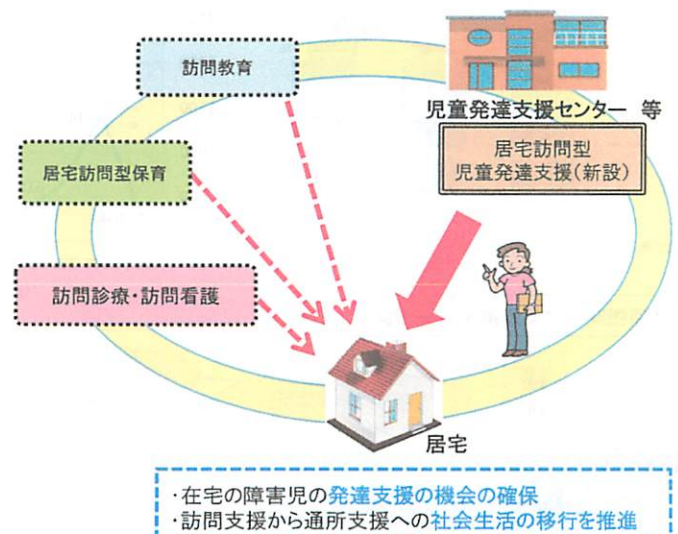 訪問教育
児童発達支援センター 等
居宅訪問型
児童発達支援(新設)
居宅訪問型保育
訪問診療・訪問看護
居宅
・在宅の障害児の発達支援の機会の確保
・訪問支援から通所支援への社会生活の移行を推進